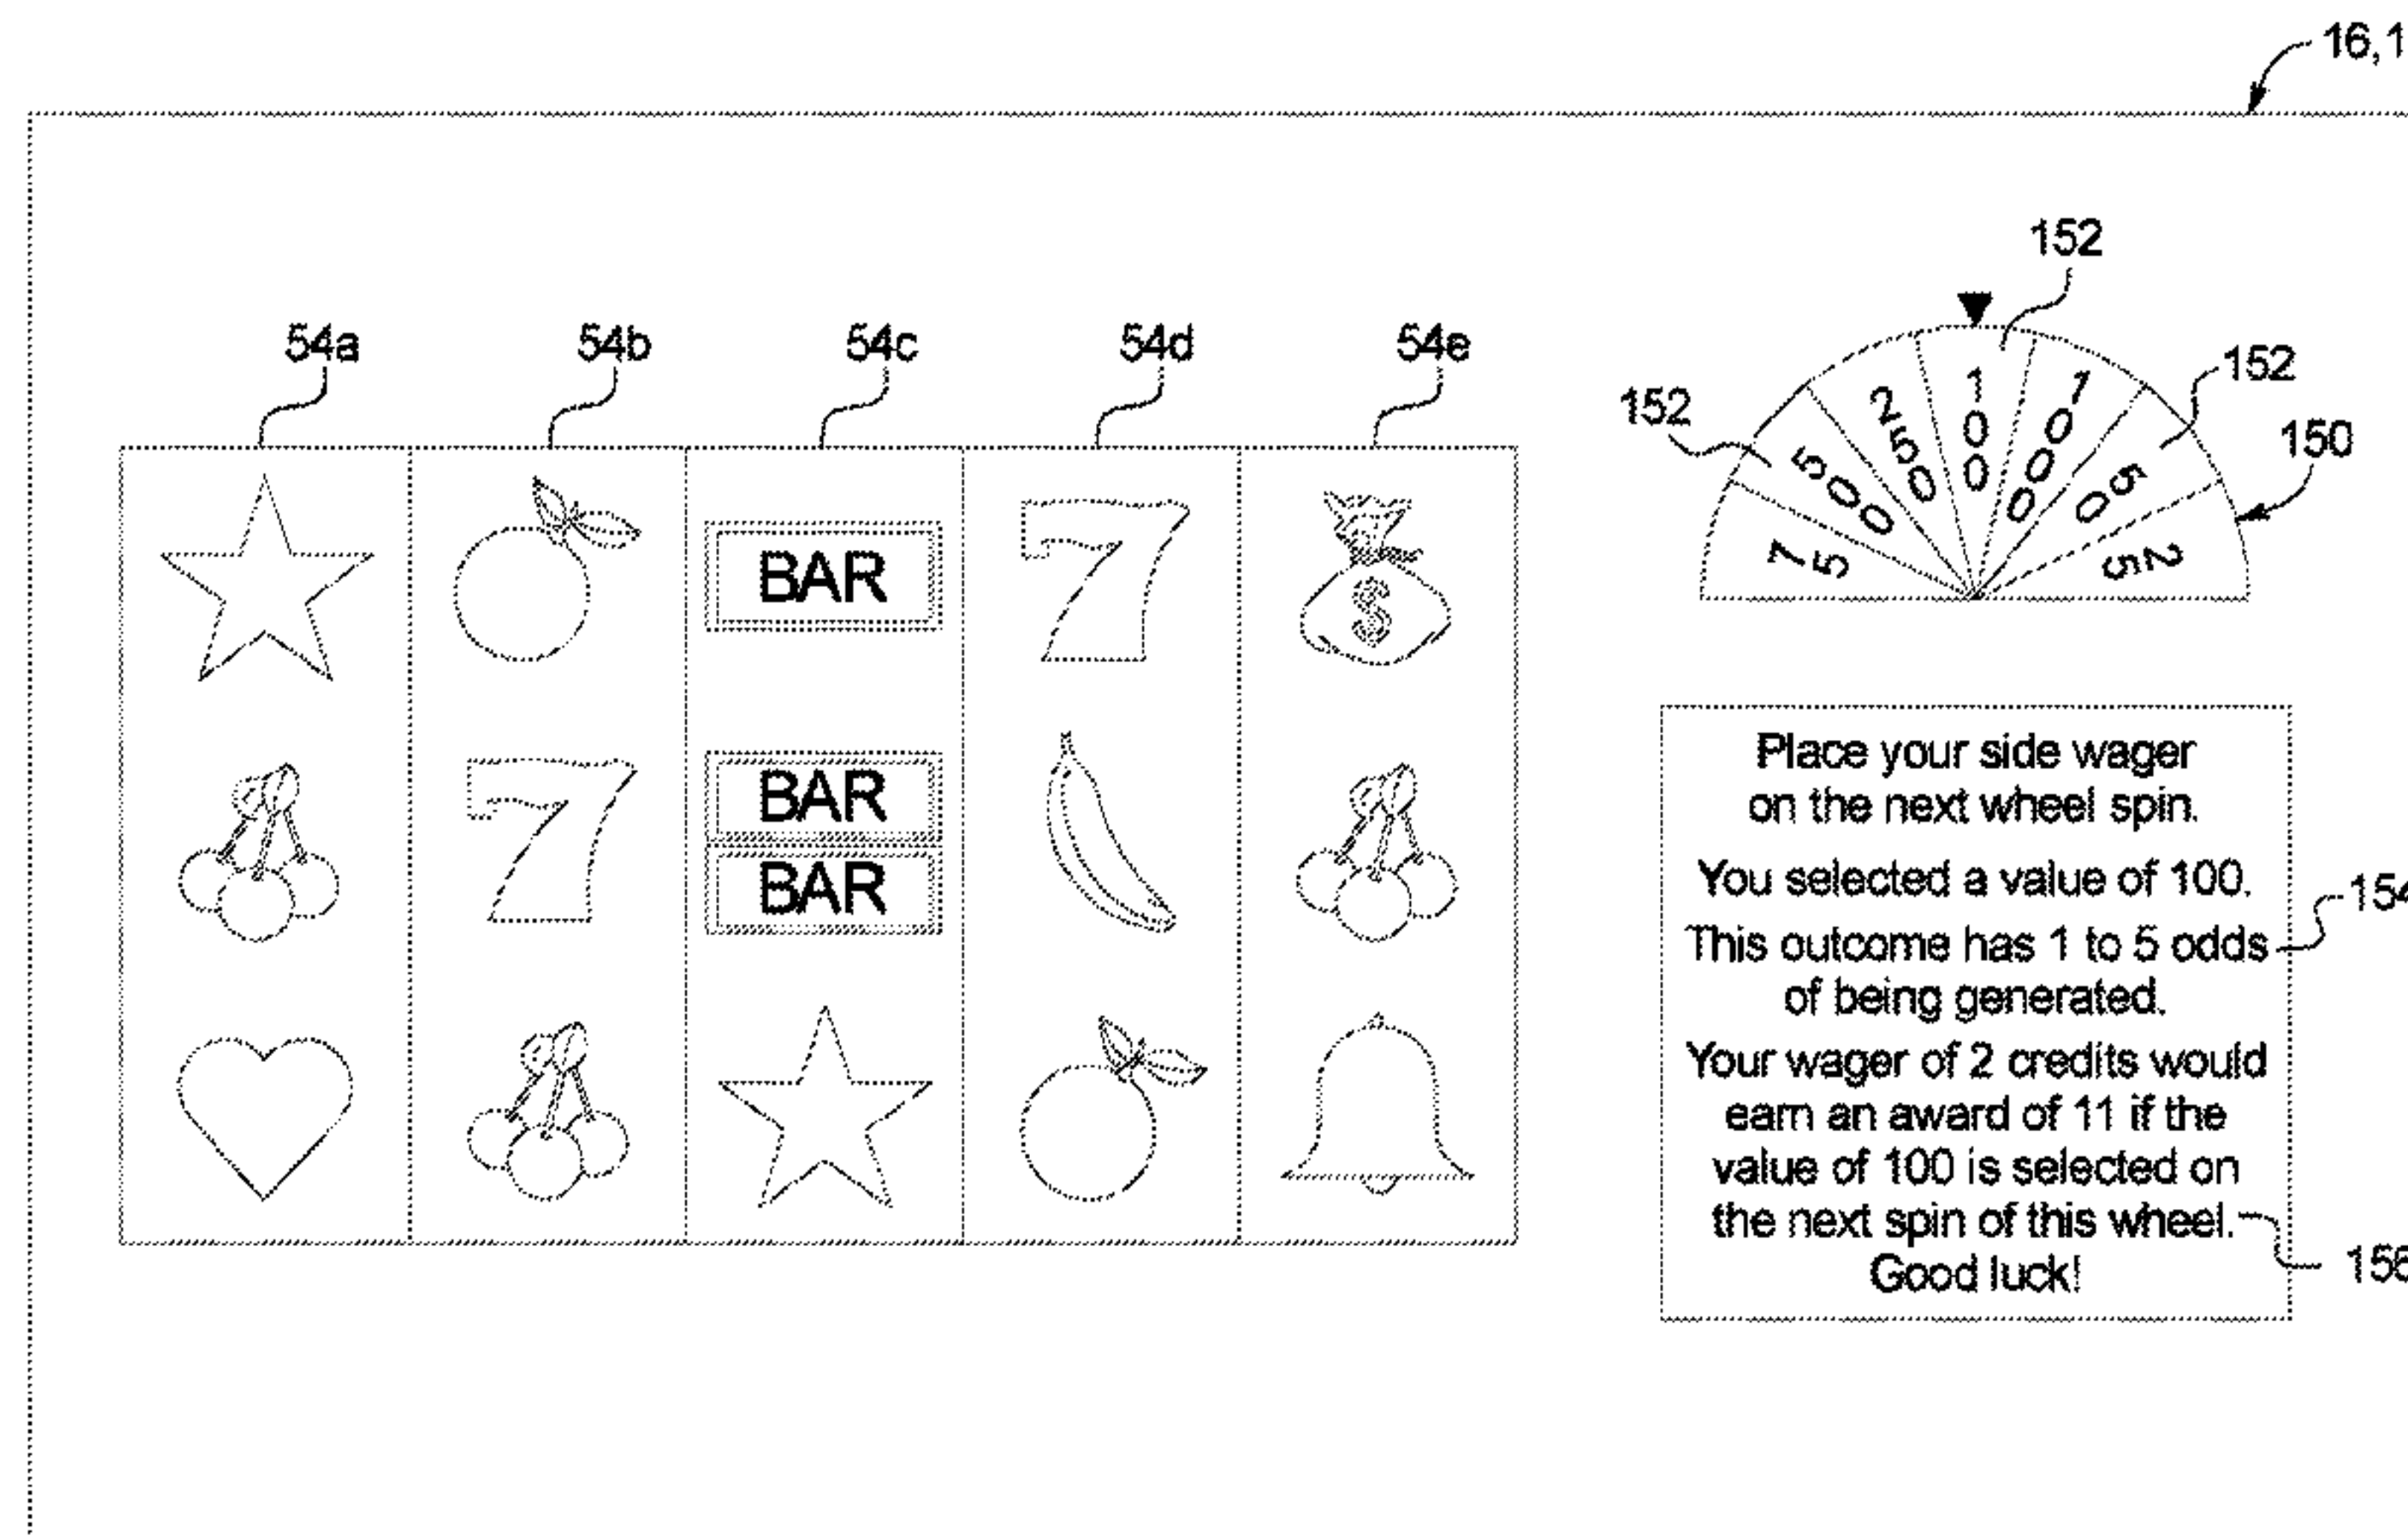 16,1
152
54a 54b 54c 54d 54e
152
152
150
75
500
250
100
1000
50
25
BAR 7 $
7 BAR
BAR
Place your side wager
on the next wheel spin.
You selected a value of 100.
154
This outcome has 1 to 5 odds
of being generated.
Your wager of 2 credits would
earn an award of 11 if the
value of 100 is selected on
the next spin of this wheel.
Good luck!
156